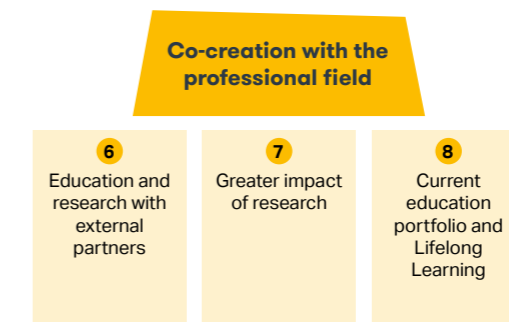 Co-creation with the
professional field
6
Education and
research with
external
partners
7
Greater impact
of research
8
Current
education
portfolio and
Lifelong
Learning